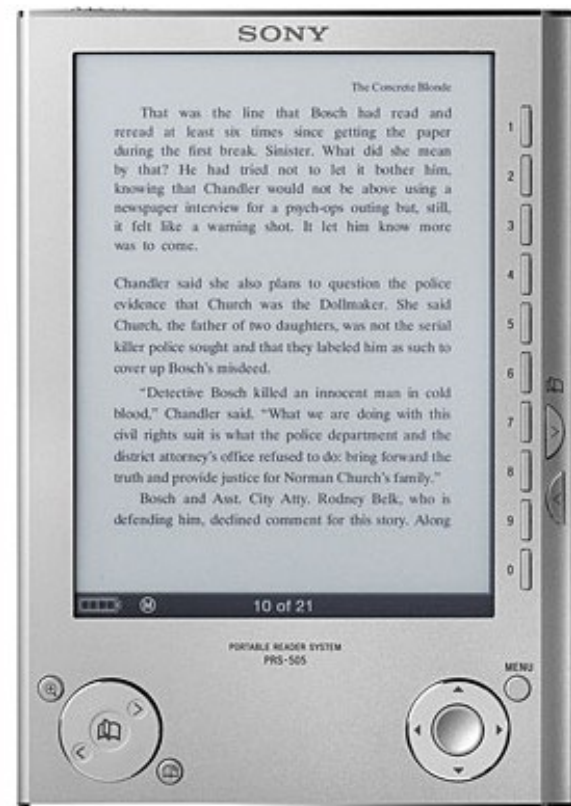 SONY
The Concrete Blonde
That was the line that Bosch had read and
reread at least six times since getting the paper
during the first break. Sinister. What did she mean
by that? He had tried not to let it bother him,
knowing that Chandler would not be above using a
newspaper interview for a psych-ops outing but, still,
it felt like a warning shot. It let him know more
was to come.
Chandler said she also plans to question the police
evidence that Church was the Dollmaker. She said
Church, the father of two daughters, was not the serial
killer police sought and that they labeled him as such to
cover up Bosch's misdeed.
"Detective Bosch killed an innocent man in cold
blood," Chandler said. "What we are doing with this
civil rights suit is what the police department and the
district attorney's office refused to do: bring forward the
truth and provide justice for Norman Church's family."
Bosch and Asst. City Atty. Rodney Belk, who is
defending him, declined comment for this story. Along
M
10 of 21
1
2
3
4
5
6
7
8
9
0
PORTABLE READER SYSTEM
PRS-505
MENU